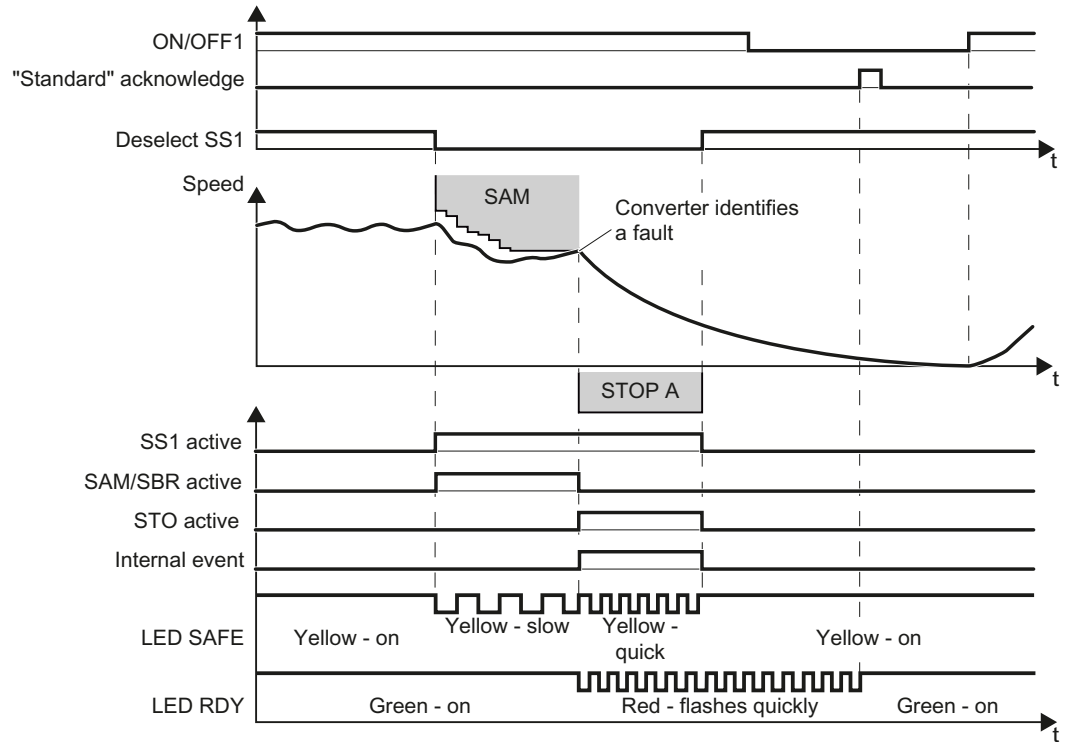 ON/OFF1
"Standard" acknowledge
Deselect SS1
t
Speed
SAM
Converter identifies
a fault
t
STOP A
SS1 active
SAM/SBR active
STO active
Internal event
LED SAFE
Yellow - on
Yellow - slow
Yellow -
quick
Yellow - on
LED RDY
Green - on
Red - flashes quickly
Green - on
t